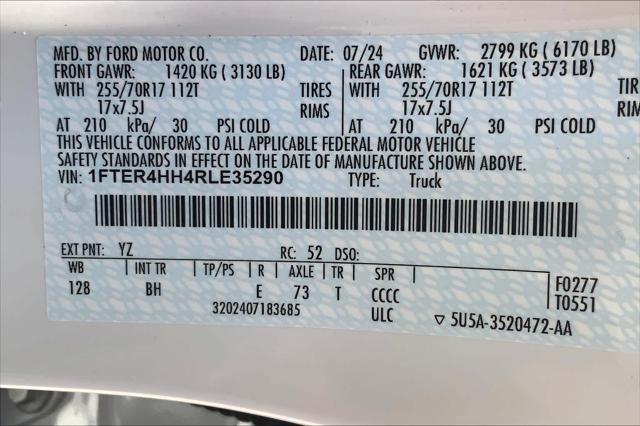 MFD. BY FORD MOTOR CO. DATE: 07/24 GVWR: 2799 KG ( 6170 LB)
FRONT GAWR: 1420 KG ( 3130 LB) REAR GAWR: 1621 KG ( 3573 LB)
WITH 255/70R17 112T TIRES WITH 255/70R17 112T TIR
17x7.5J RIMS 17x7.5J RIMS
AT 210 kPa/ 30 PSI COLD AT 210 kPa/ 30 PSI COLD
THIS VEHICLE CONFORMS TO ALL APPLICABLE FEDERAL MOTOR VEHICLE
SAFETY STANDARDS IN EFFECT ON THE DATE OF MANUFACTURE SHOWN ABOVE.
VIN: 1FTER4HH4RLE35290 TYPE: Truck
EXT PNT: YZ RC: 52 DSO:
WB INT TR TP/PS R AXLE TR SPR F0277
128 BH E 73 T CCCC T0551
3202407183685 ULC ▽ 5U5A-3520472-AA